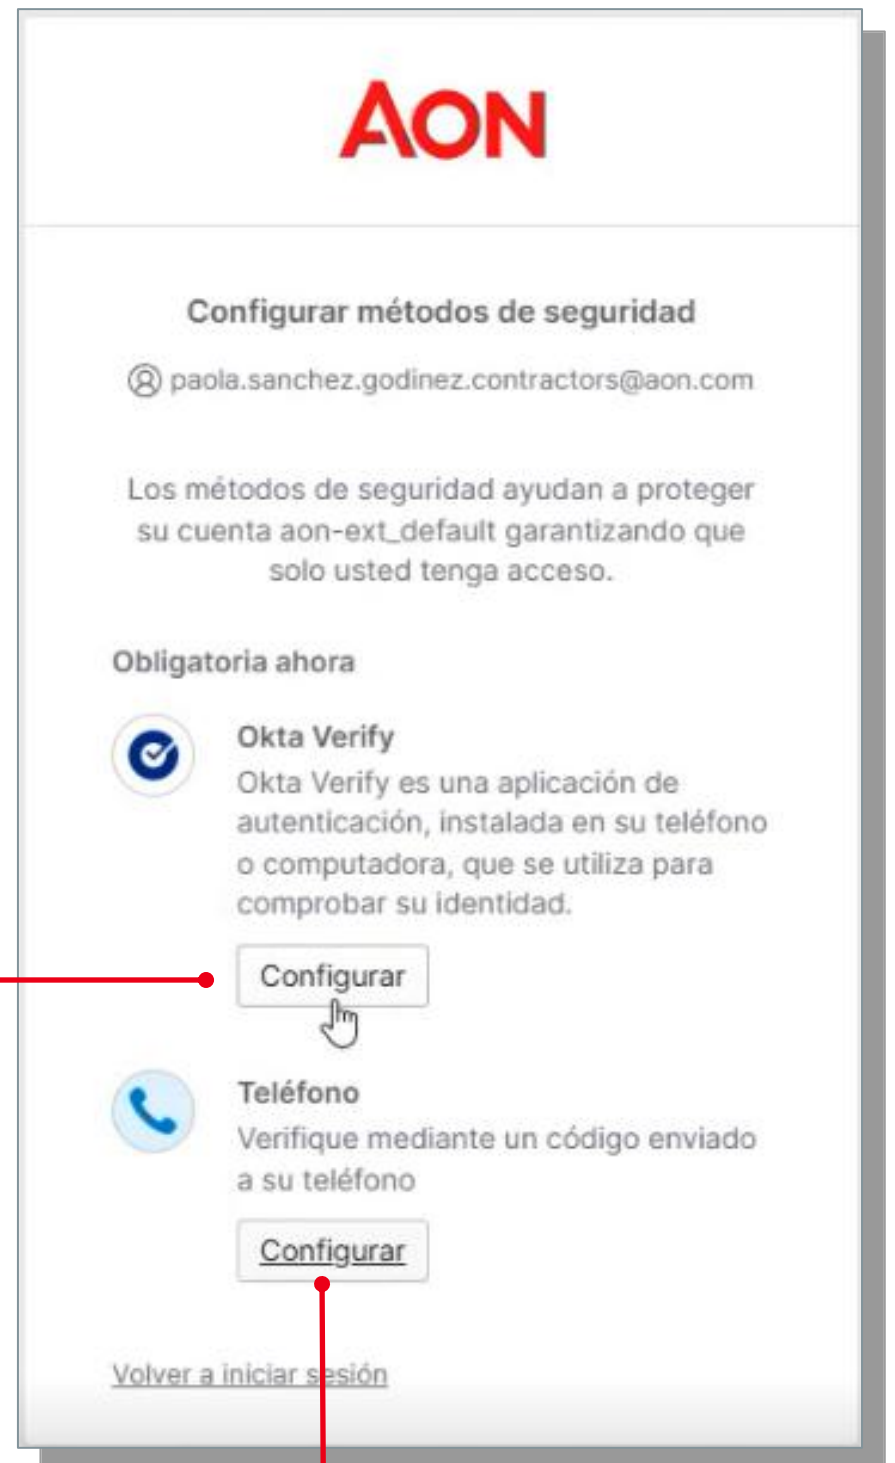 AON
Configurar métodos de seguridad
paola.sanchez.godinez.contractors@aon.com
Los métodos de seguridad ayudan a proteger
su cuenta aon-ext_default garantizando que
solo usted tenga acceso.
Obligatoria ahora
Okta Verify
Okta Verify es una aplicación de
autenticación, instalada en su teléfono
o computadora, que se utiliza para
comprobar su identidad.
Configurar
Teléfono
Verifique mediante un código enviado
a su teléfono
Configurar
Volver a iniciar sesión